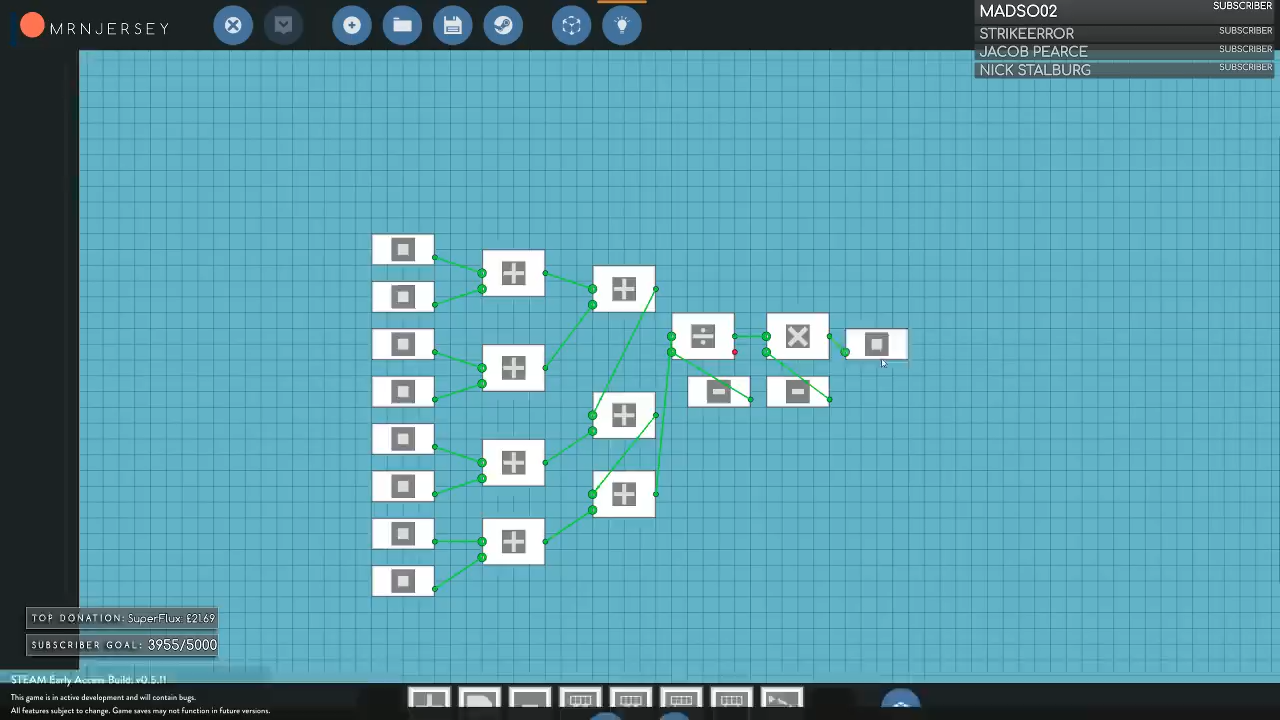 MRNJERSEY
MADSO02 SUBSCRIBER
STRIKEERROR SUBSCRIBER
JACOB PEARCE SUBSCRIBER
NICK STALBURG SUBSCRIBER
TOP DONATION: SuperFlux: £21.69
SUBSCRIBER GOAL: 3955/5000
STEAM Early Access Build: v0.5.11
This game is in active development and will contain bugs.
All features subject to change. Game saves may not function in future versions.